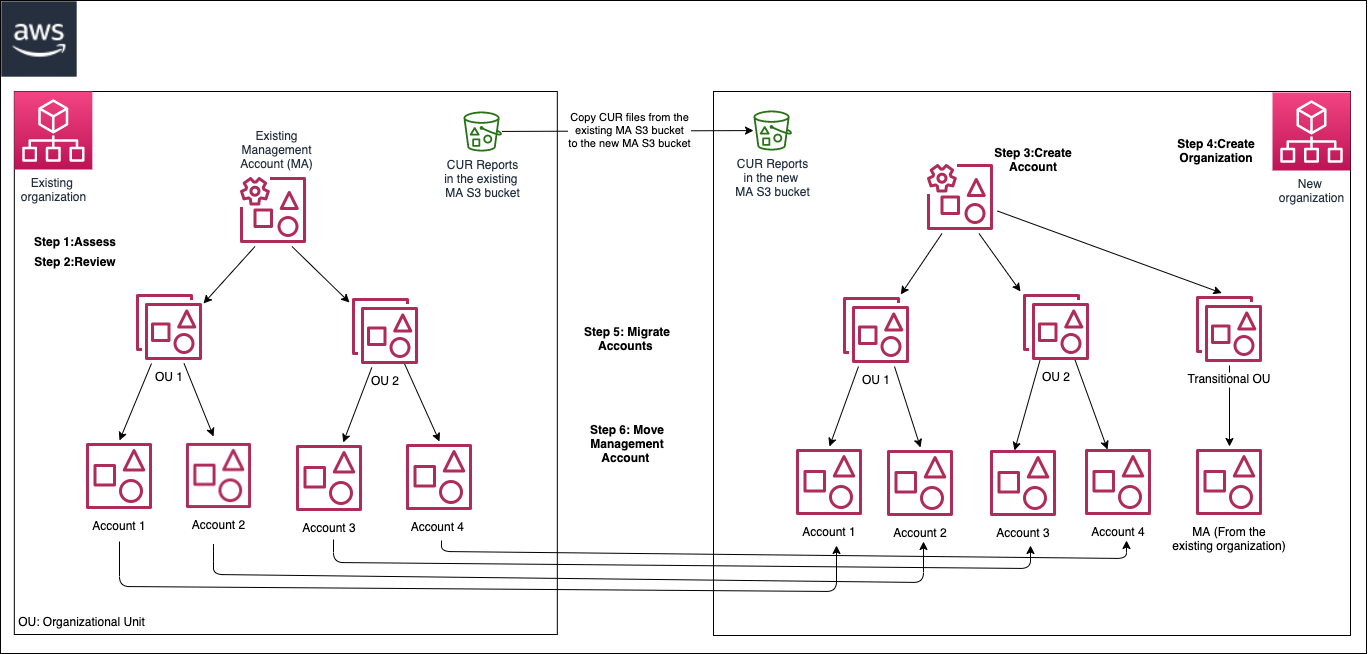 aws
Existing
organization
Existing
Management
Account (MA)
CUR Reports
in the existing
MA S3 bucket
Step 1:Assess
Step 2:Review
OU 1
OU 2
Account 1
Account 2
Account 3
Account 4
OU: Organizational Unit
Copy CUR files from the
existing MA S3 bucket
to the new MA S3 bucket
Step 5: Migrate
Accounts
Step 6: Move
Management
Account
CUR Reports
in the new
MA S3 bucket
Step 3:Create
Account
Step 4:Create
Organization
New
organization
OU 1
OU 2
Transitional OU
Account 1
Account 2
Account 3
Account 4
MA (From the
existing organization)